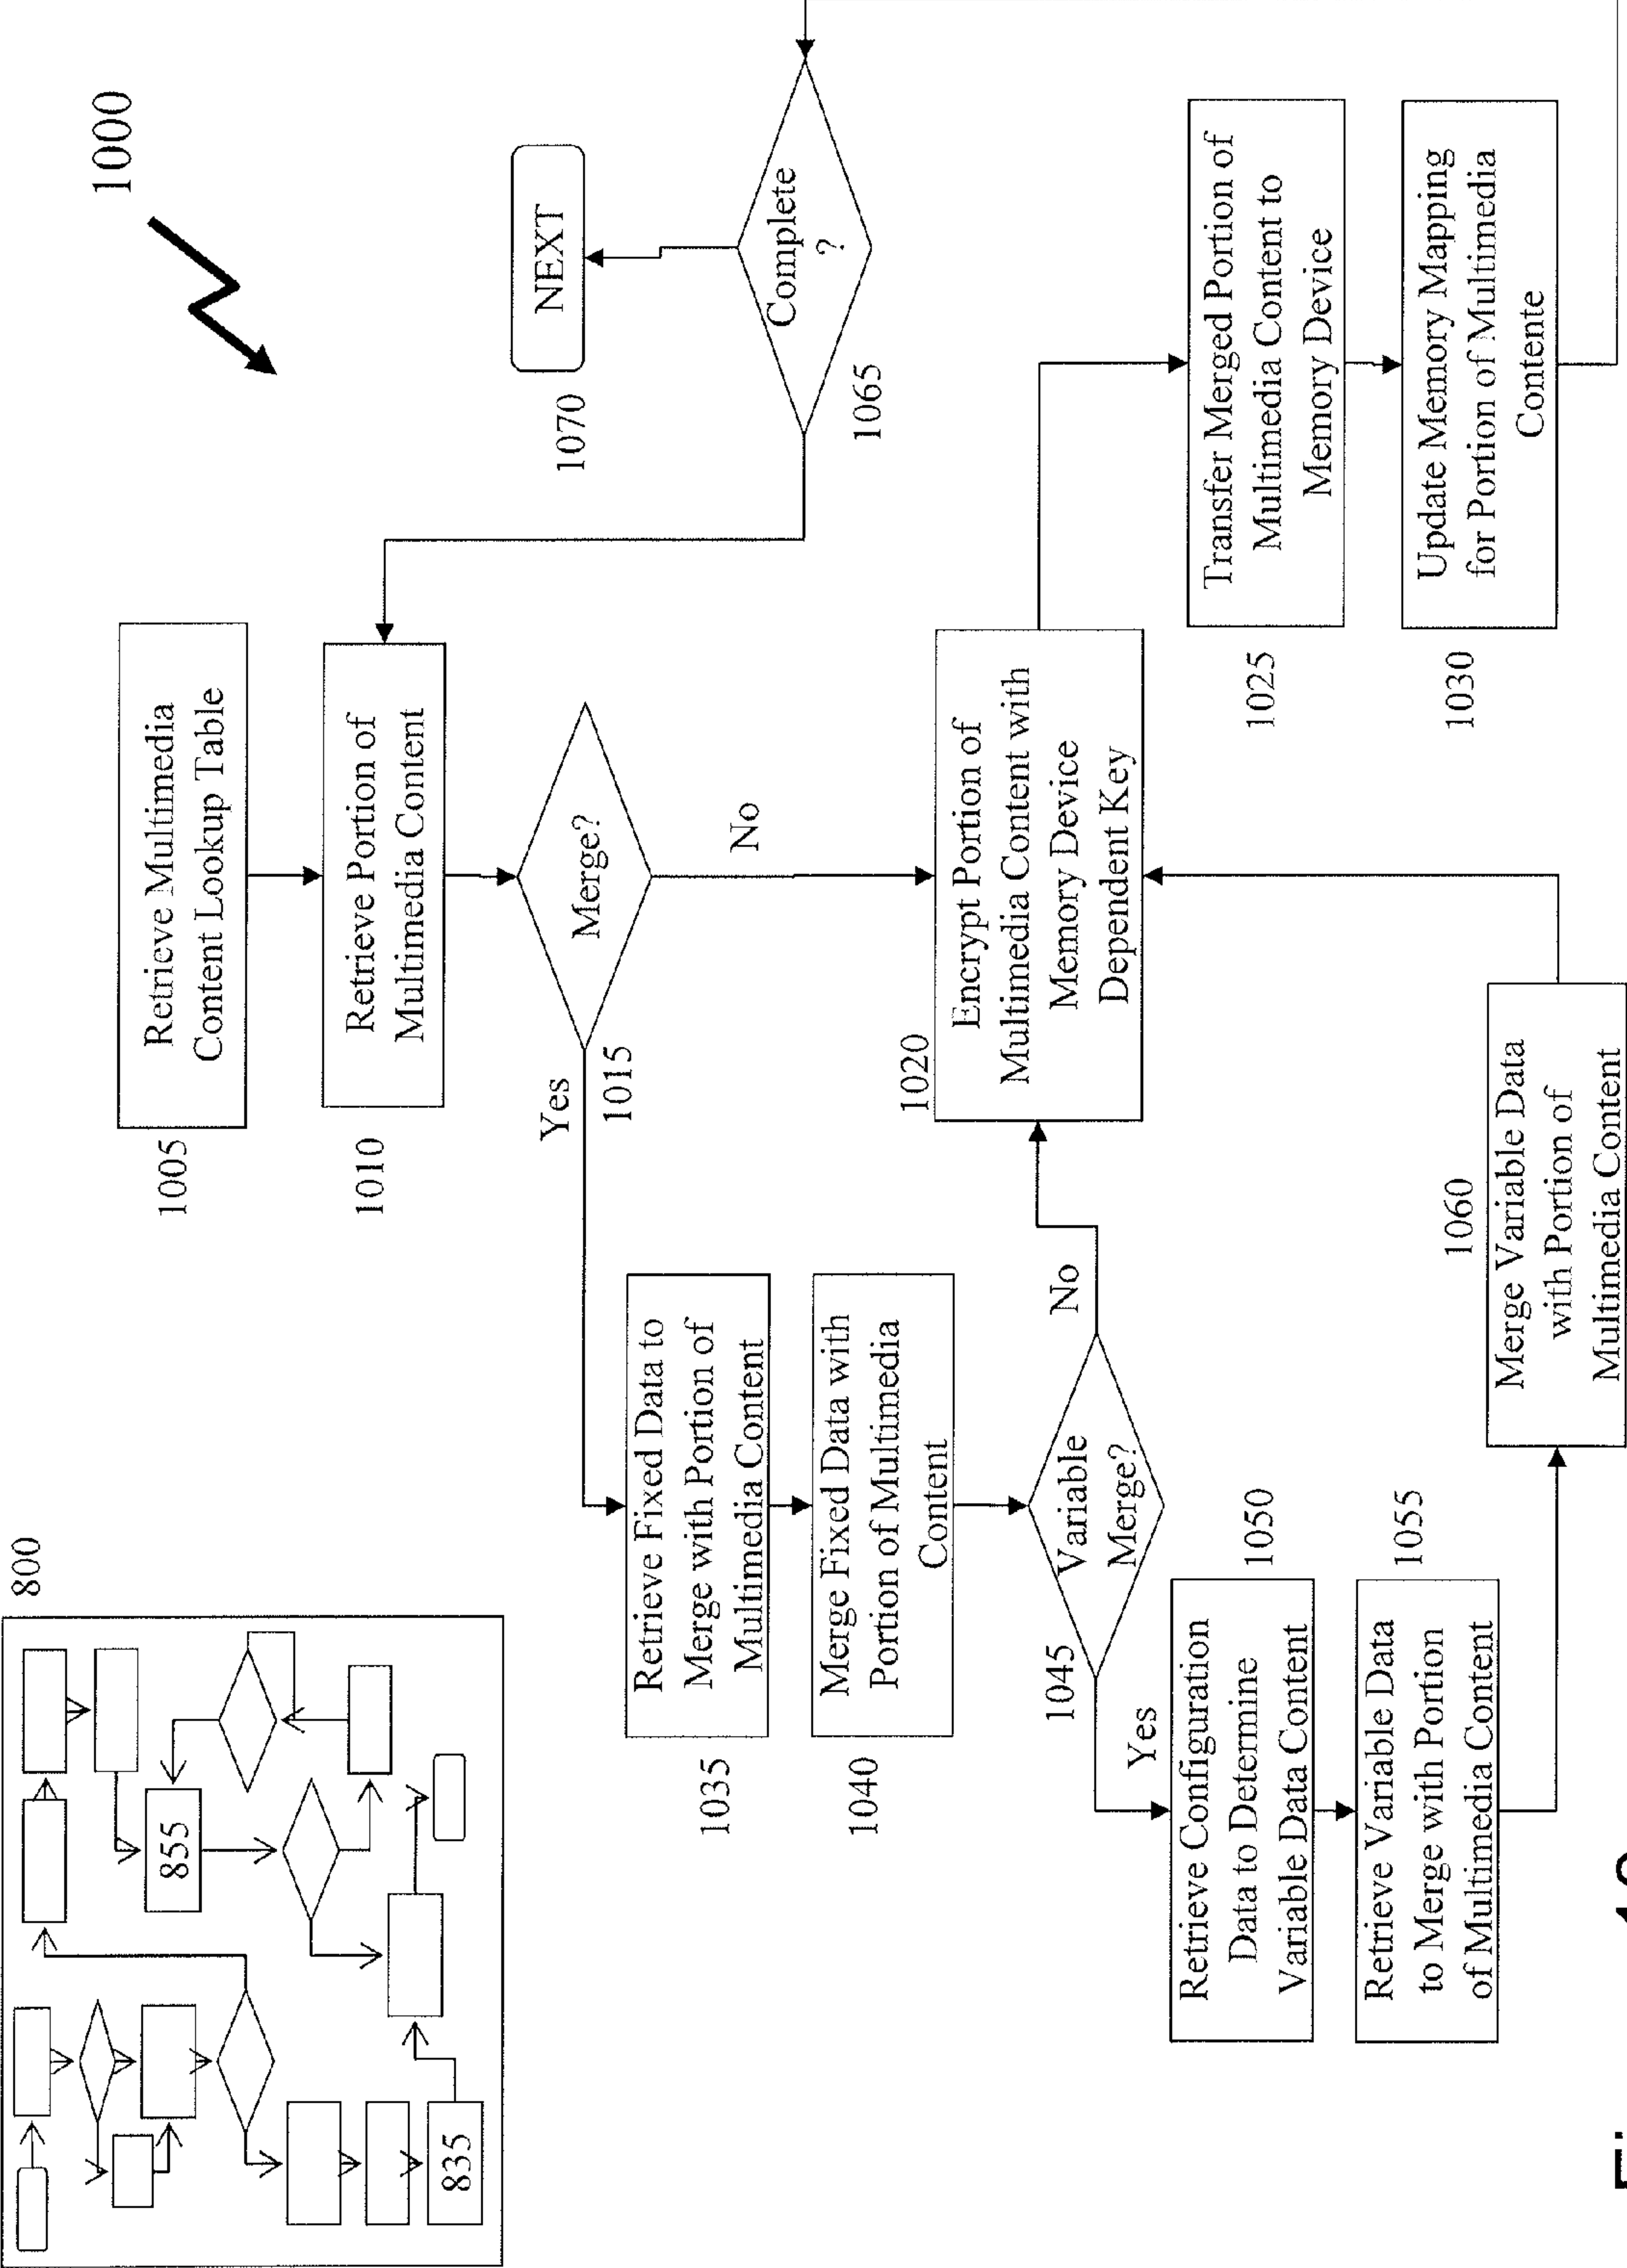 800
855
835
1000
1005
Retrieve Multimedia
Content Lookup Table
1010
Retrieve Portion of
Multimedia Content
Merge?
1015
Yes
No
1035
Retrieve Fixed Data to
Merge with Portion of
Multimedia Content
1040
Merge Fixed Data with
Portion of Multimedia
Content
Variable
Merge?
1045
Yes
No
Retrieve Configuration
Data to Determine
Variable Data Content
1050
Retrieve Variable Data
to Merge with Portion
of Multimedia Content
1055
1060
Merge Variable Data
with Portion of
Multimedia Content
1020
Encrypt Portion of
Multimedia Content with
Memory Device
Dependent Key
1025
Transfer Merged Portion of
Multimedia Content to
Memory Device
1030
Update Memory Mapping
for Portion of Multimedia
Contente
Complete
?
1065
1070
NEXT